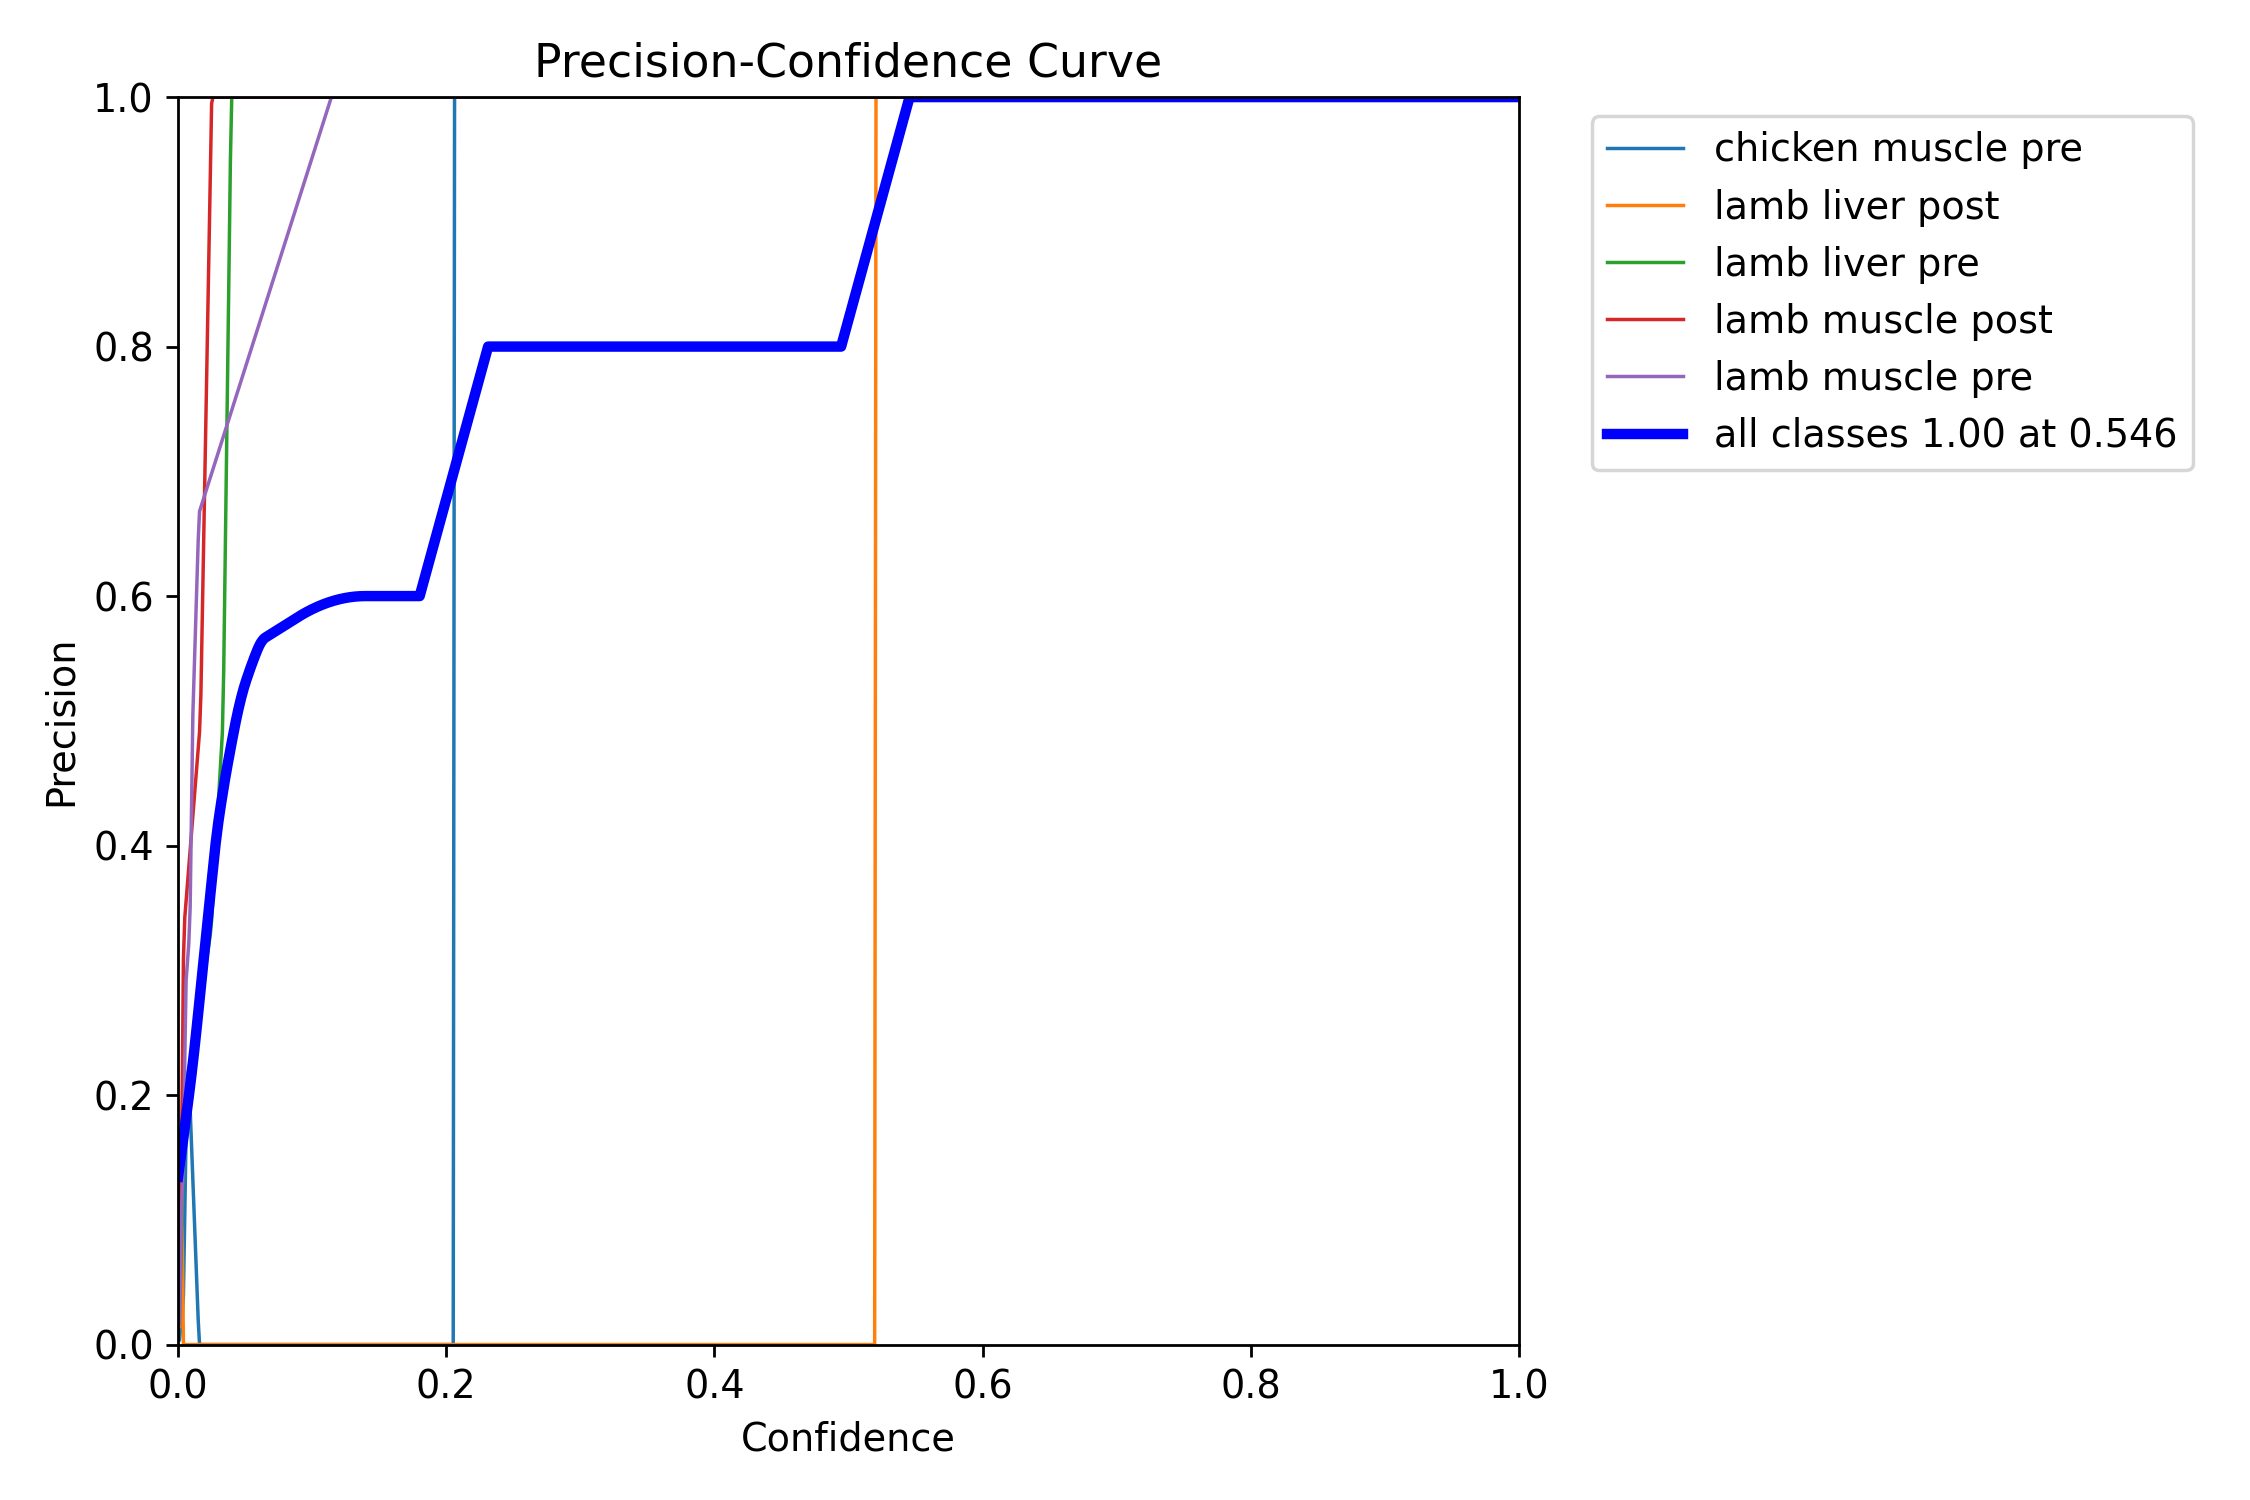 Precision-Confidence Curve
1.0
0.8
0.6
0.4
0.2
0.0
Precision
0.0 0.2 0.4 0.6 0.8 1.0
Confidence
chicken muscle pre
lamb liver post
lamb liver pre
lamb muscle post
lamb muscle pre
all classes 1.00 at 0.546